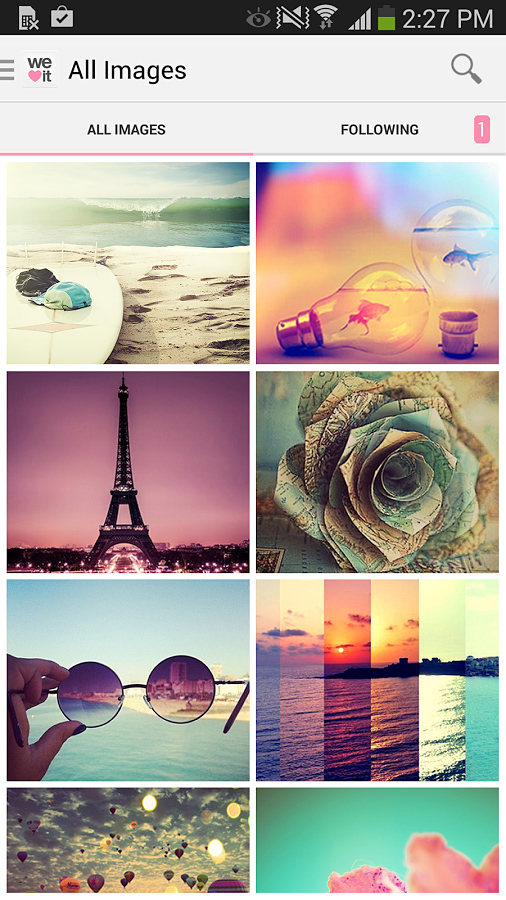 2:27 PM
we
it
All Images
ALL IMAGES
FOLLOWING
1